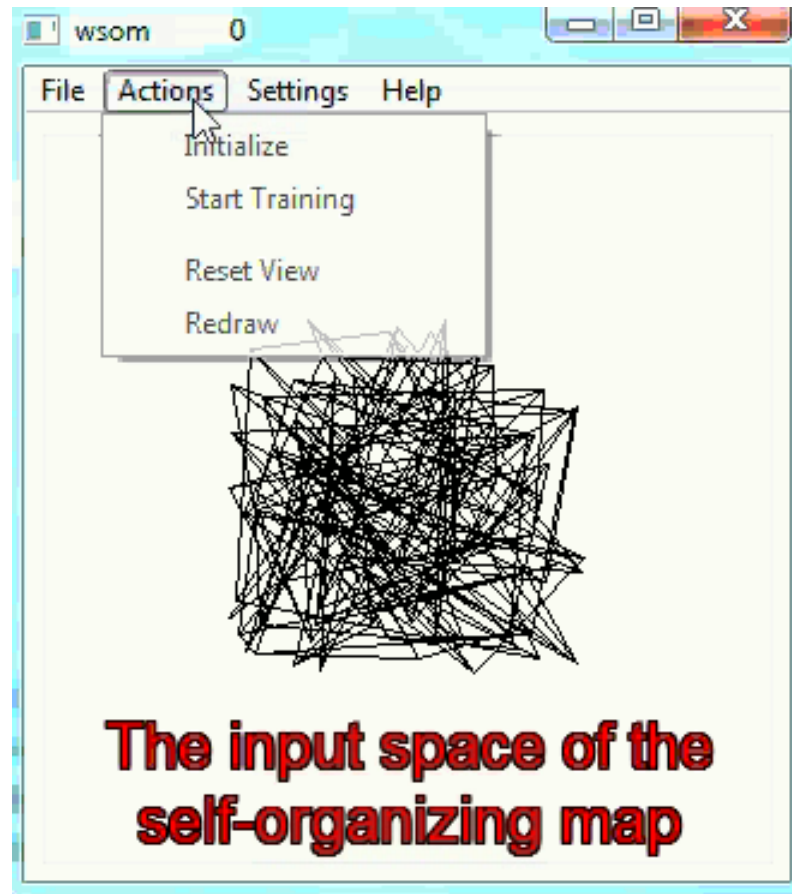 wsom 0
File Actions Settings Help
Initialize
Start Training
Reset View
Redraw
The input space of the
self-organizing map